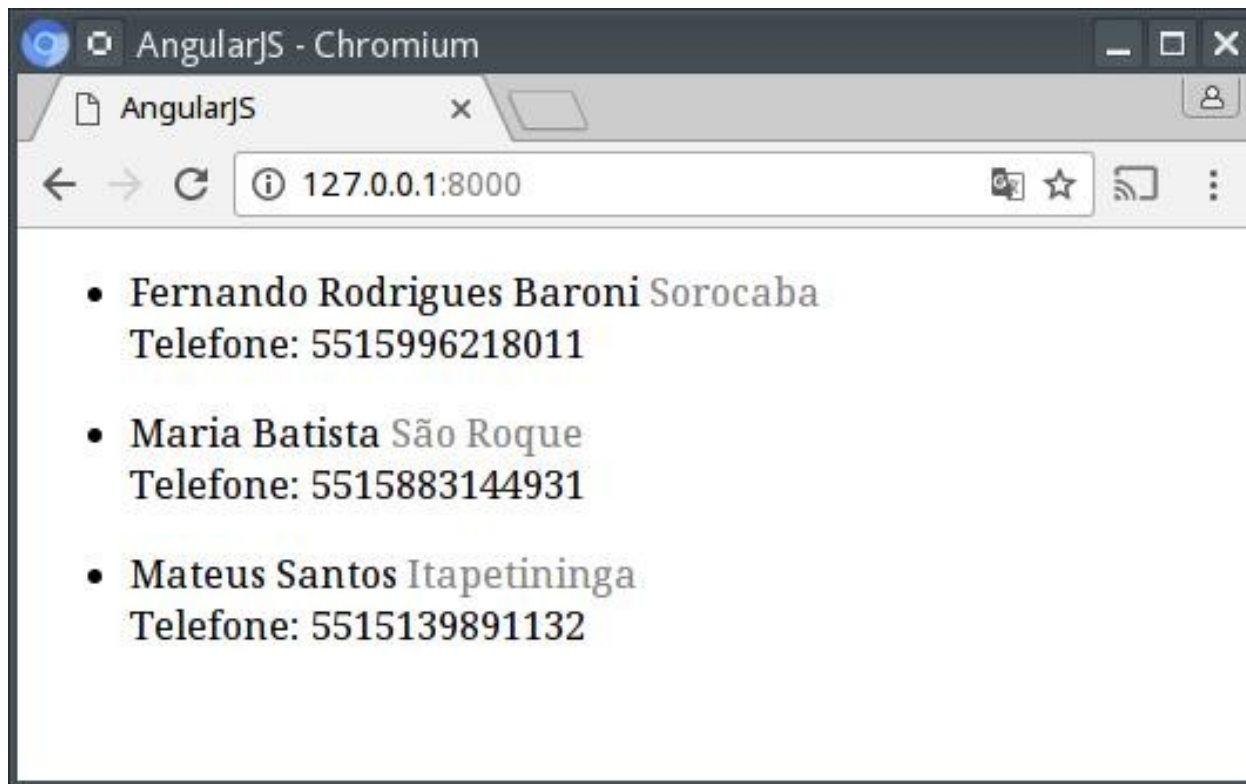 AngularJS - Chromium
AngularJS
127.0.0.1:8000
Fernando Rodrigues Baroni Sorocaba
Telefone: 5515996218011
Maria Batista São Roque
Telefone: 5515883144931
Mateus Santos Itapetininga
Telefone: 5515139891132